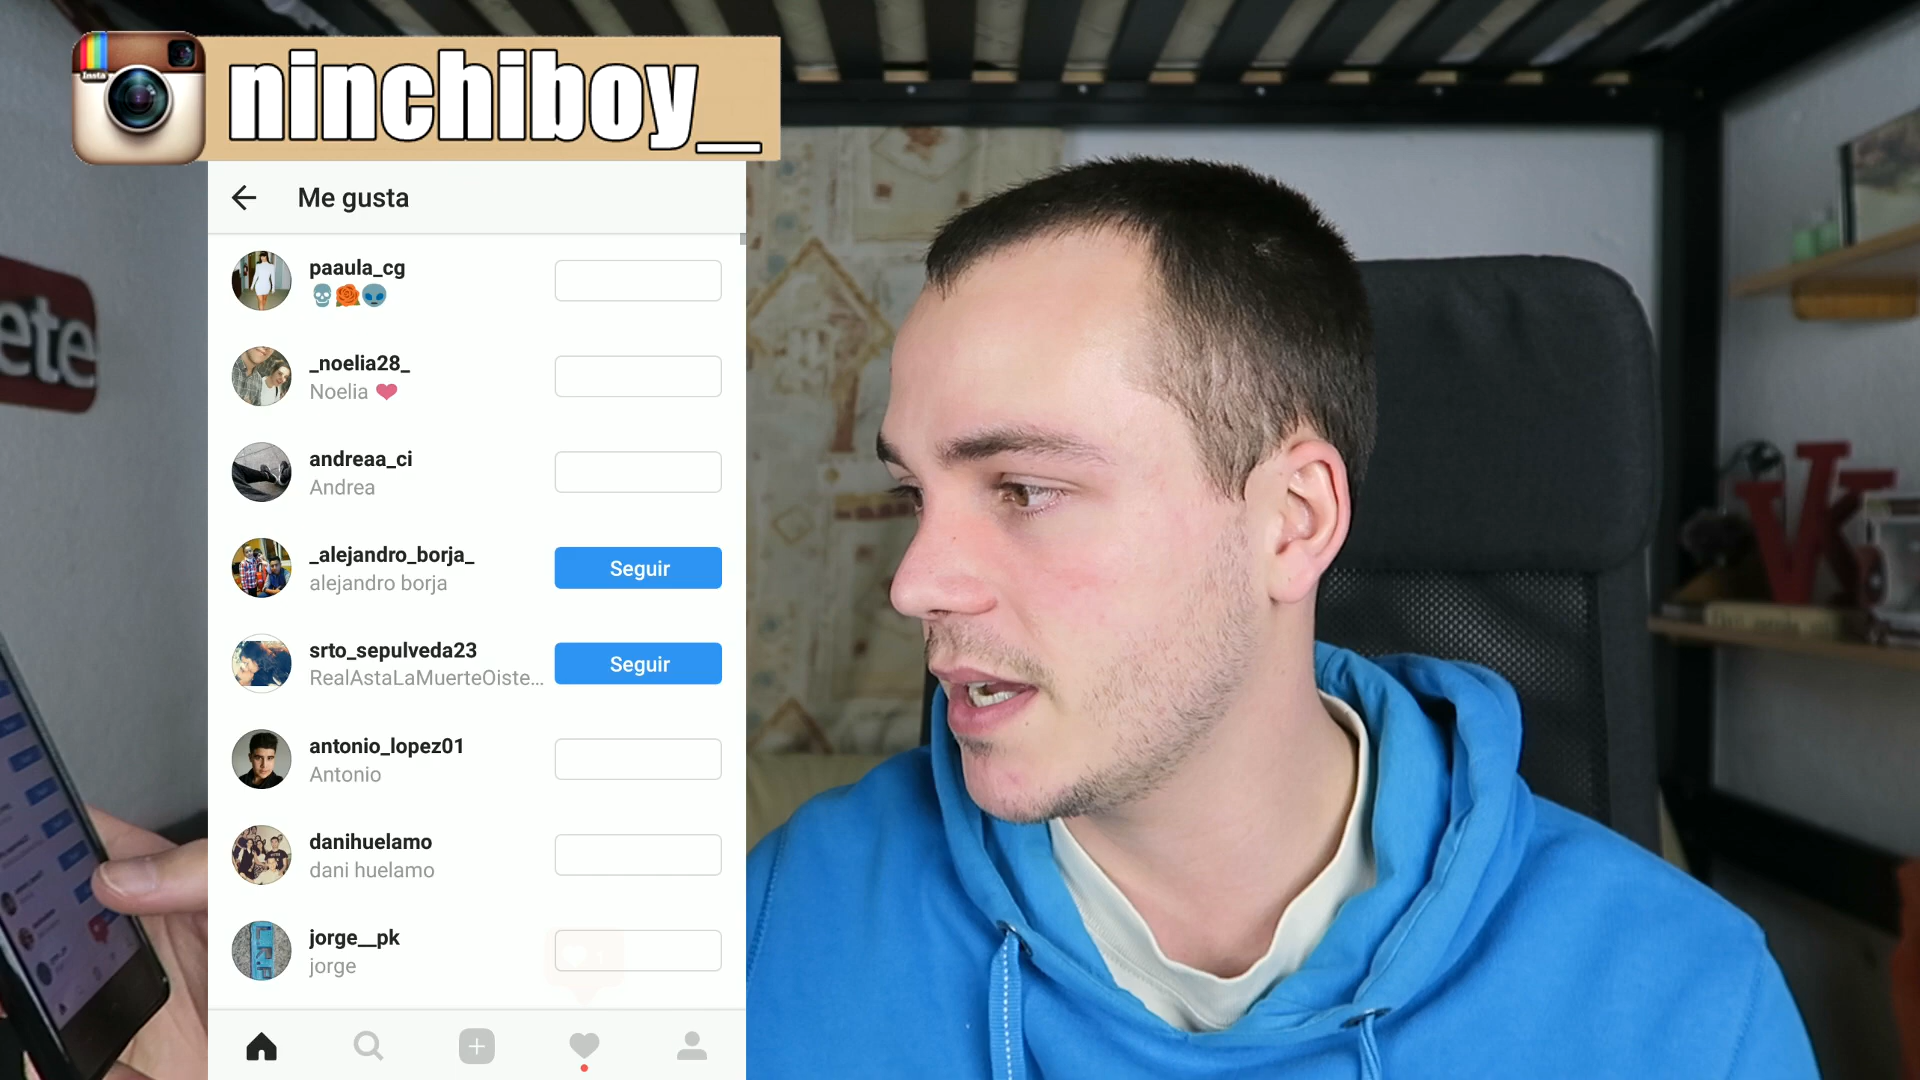 Insta
ninchiboy_
Me gusta
paaula_cg
💀🌹👽
_noelia28_
Noelia ❤
andreaa_ci
Andrea
_alejandro_borja_
alejandro borja
Seguir
srto_sepulveda23
RealAstaLaMuerteOiste...
Seguir
antonio_lopez01
Antonio
danihuelamo
dani huelamo
jorge__pk
jorge
ete
VK